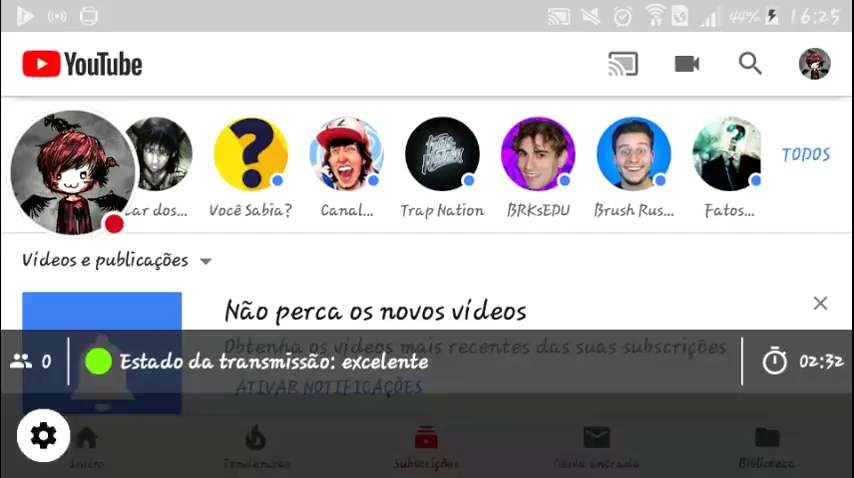 44% 16:25
YouTube
lar dos... Você Sabia? Canal... Trap Nation BRKsEDU Brush Rus... Fatos... TODOS
Vídeos e publicações
Não perca os novos vídeos
Obtenha os vídeos mais recentes das suas subscrições
0 Estado da transmissão: excelente 02:32
ATIVAR NOTIFICAÇÕES
Início Tendências Subscrições Caixa entrada Biblioteca